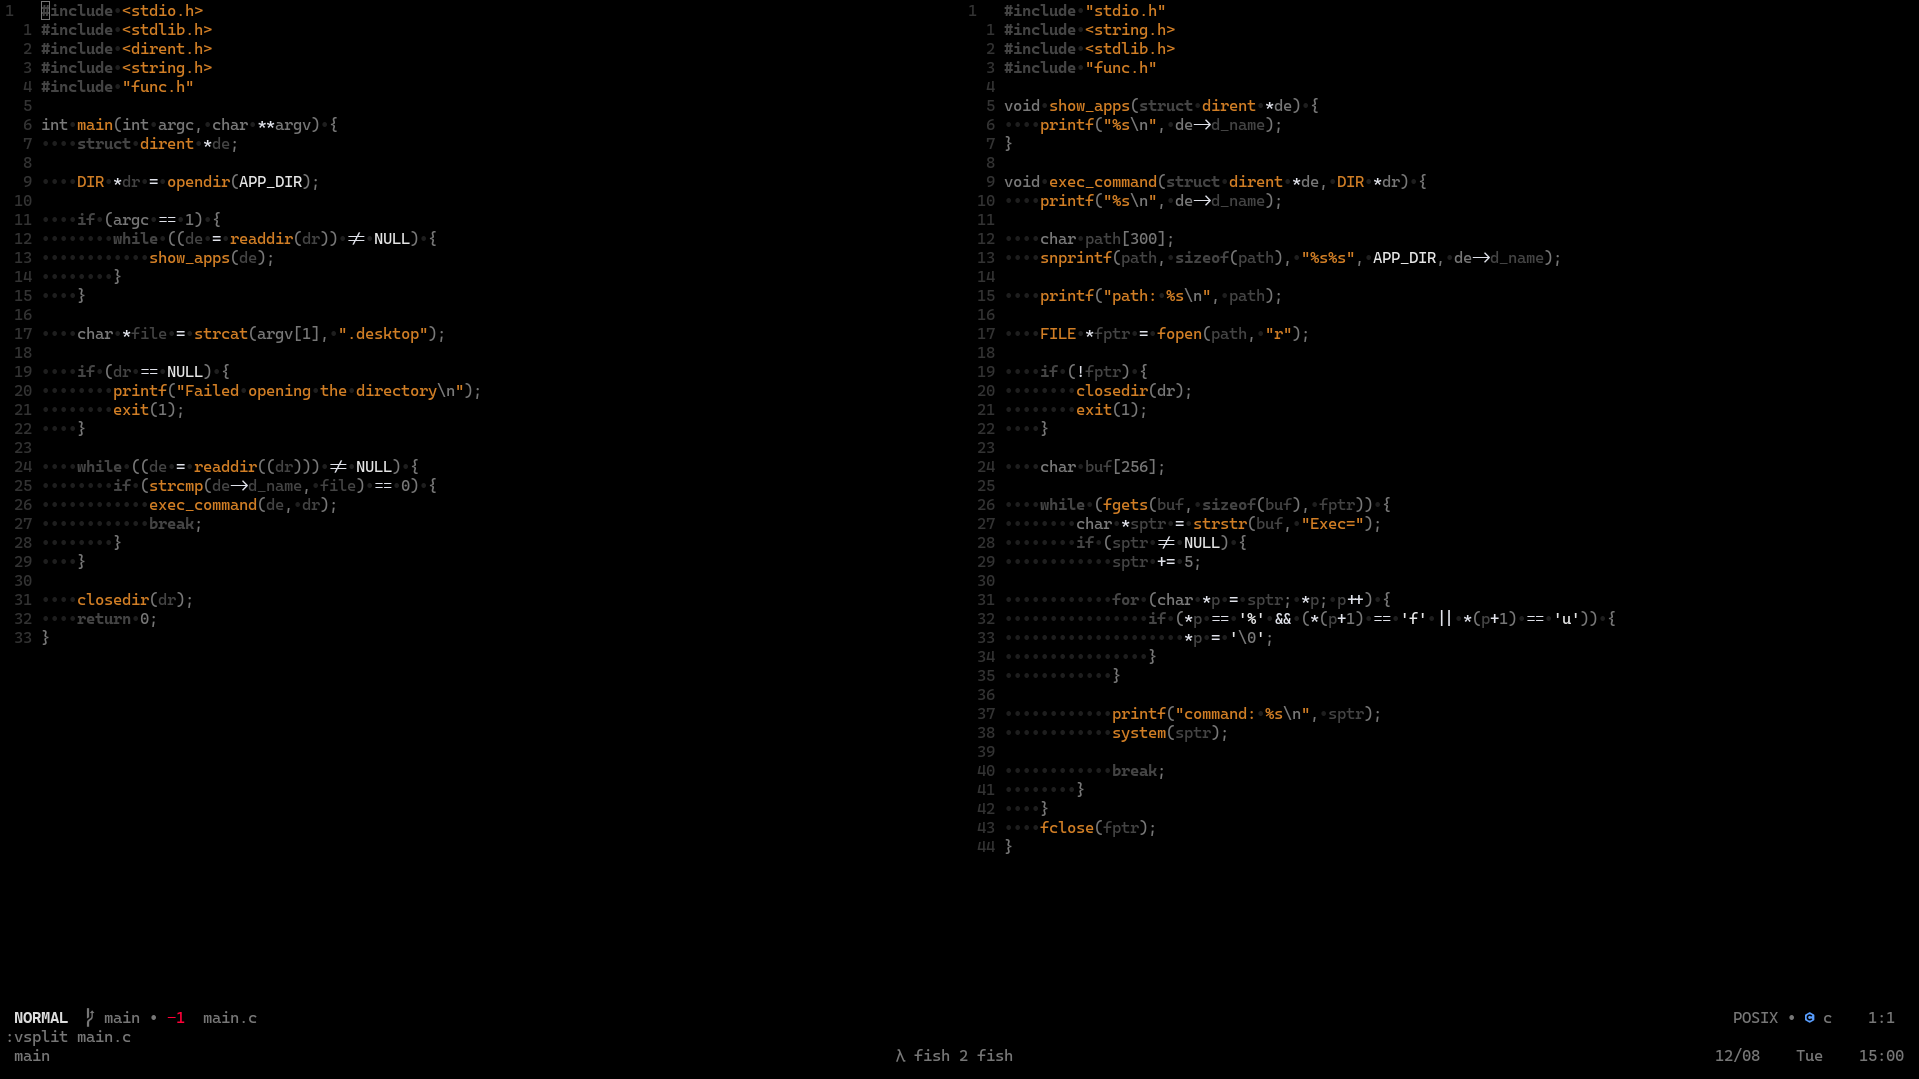 1   #include <stdio.h>
  1 #include <stdlib.h>
  2 #include <dirent.h>
  3 #include <string.h>
  4 #include "func.h"
  5
  6 int main(int argc, char **argv) {
  7     struct dirent *de;
  8
  9     DIR *dr = opendir(APP_DIR);
 10
 11     if (argc == 1) {
 12         while ((de = readdir(dr)) != NULL) {
 13             show_apps(de);
 14         }
 15     }
 16
 17     char *file = strcat(argv[1], ".desktop");
 18
 19     if (dr == NULL) {
 20         printf("Failed opening the directory\n");
 21         exit(1);
 22     }
 23
 24     while ((de = readdir((dr))) != NULL) {
 25         if (strcmp(de->d_name, file) == 0) {
 26             exec_command(de, dr);
 27             break;
 28         }
 29     }
 30
 31     closedir(dr);
 32     return 0;
 33 }
1   #include "stdio.h"
  1 #include <string.h>
  2 #include <stdlib.h>
  3 #include "func.h"
  4
  5 void show_apps(struct dirent *de) {
  6     printf("%s\n", de->d_name);
  7 }
  8
  9 void exec_command(struct dirent *de, DIR *dr) {
 10     printf("%s\n", de->d_name);
 11
 12     char path[300];
 13     snprintf(path, sizeof(path), "%s%s", APP_DIR, de->d_name);
 14
 15     printf("path: %s\n", path);
 16
 17     FILE *fptr = fopen(path, "r");
 18
 19     if (!fptr) {
 20         closedir(dr);
 21         exit(1);
 22     }
 23
 24     char buf[256];
 25
 26     while (fgets(buf, sizeof(buf), fptr)) {
 27         char *sptr = strstr(buf, "Exec=");
 28         if (sptr != NULL) {
 29             sptr += 5;
 30
 31             for (char *p = sptr; *p; p++) {
 32                 if (*p == '%' && (*(p+1) == 'f' || *(p+1) == 'u')) {
 33                     *p = '\0';
 34                 }
 35             }
 36
 37             printf("command: %s\n", sptr);
 38             system(sptr);
 39
 40             break;
 41         }
 42     }
 43     fclose(fptr);
 44 }
NORMAL main • −1 main.c POSIX • c 1:1
:vsplit main.c
main λ fish 2 fish 12/08 Tue 15:00